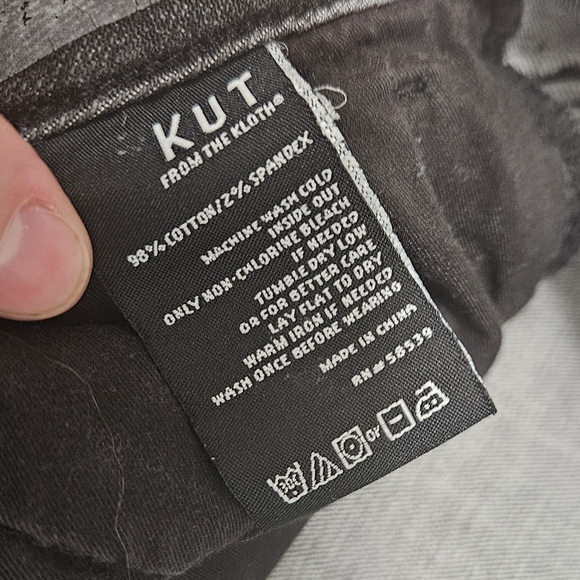 KUT
FROM THE KLOTH®
98% COTTON/2% SPANDEX
MACHINE WASH COLD
INSIDE OUT
ONLY NON-CHLORINE BLEACH
IF NEEDED
TUMBLE DRY LOW
OR FOR BETTER CARE
LAY FLAT TO DRY
WARM IRON IF NEEDED
WASH ONCE BEFORE WEARING
MADE IN CHINA
RN# 58539
30C or